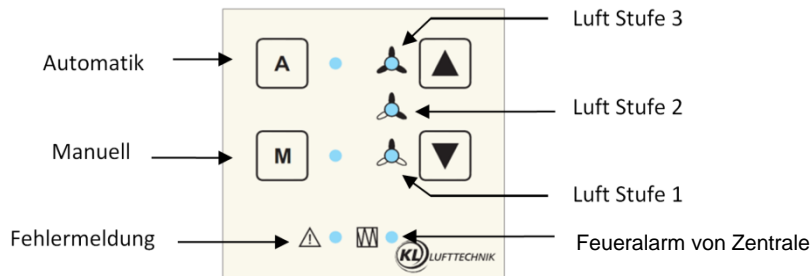 Luft Stufe 3
Automatik
A
Luft Stufe 2
Manuell
M
Luft Stufe 1
Fehlermeldung
Feueralarm von Zentrale
KL LUFTTECHNIK